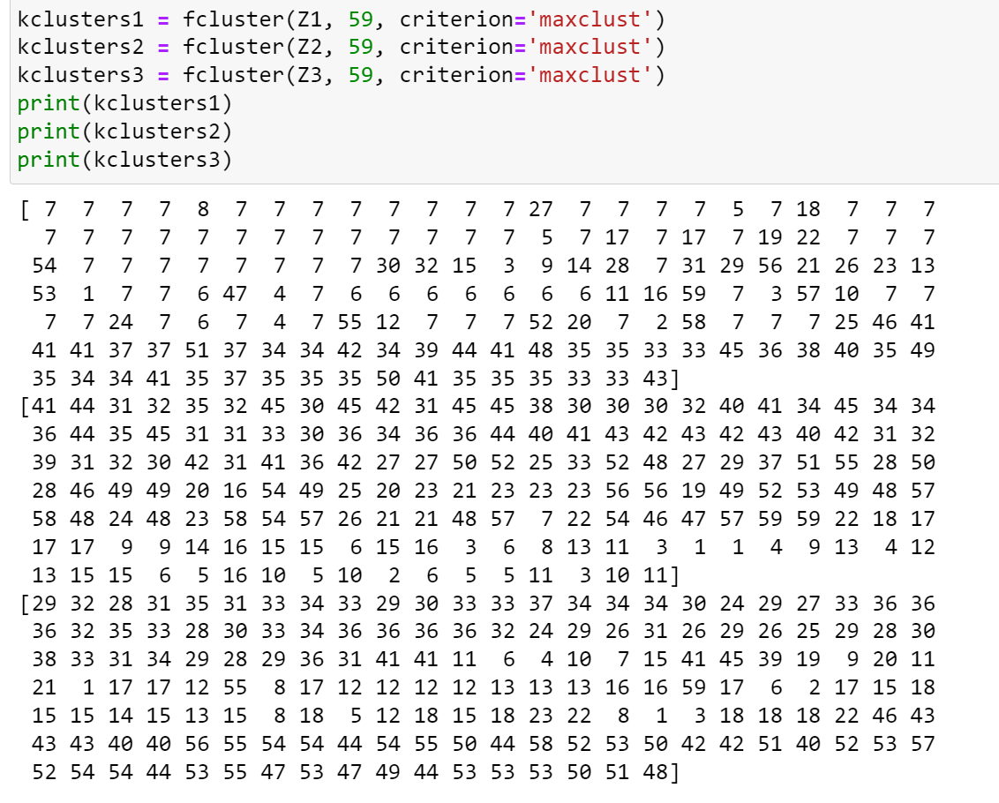 kclusters1 = fcluster(Z1, 59, criterion='maxclust')
kclusters2 = fcluster(Z2, 59, criterion='maxclust')
kclusters3 = fcluster(Z3, 59, criterion='maxclust')
print(kclusters1)
print(kclusters2)
print(kclusters3)
[ 7  7  7  7  8  7  7  7  7  7  7  7  7 27  7  7  7  7  5  7 18  7  7  7
  7  7  7  7  7  7  7  7  7  7  7  7  7  5  7 17  7 17  7 19 22  7  7  7
 54  7  7  7  7  7  7  7  7 30 32 15  3  9 14 28  7 31 29 56 21 26 23 13
 53  1  7  7  6 47  4  7  6  6  6  6  6  6  6 11 16 59  7  3 57 10  7  7
  7  7 24  7  6  7  4  7 55 12  7  7  7 52 20  7  2 58  7  7  7 25 46 41
 41 41 37 37 51 37 34 34 42 34 39 44 41 48 35 35 33 33 45 36 38 40 35 49
 35 34 34 41 35 37 35 35 35 50 41 35 35 35 33 33 43]
[41 44 31 32 35 32 45 30 45 42 31 45 45 38 30 30 30 32 40 41 34 45 34 34
 36 44 35 45 31 31 33 30 36 34 36 36 44 40 41 43 42 43 42 43 40 42 31 32
 39 31 32 30 42 31 41 36 42 27 27 50 52 25 33 52 48 27 29 37 51 55 28 50
 28 46 49 49 20 16 54 49 25 20 23 21 23 23 23 56 56 19 49 52 53 49 48 57
 58 48 24 48 23 58 54 57 26 21 21 48 57  7 22 54 46 47 57 59 59 22 18 17
 17 17  9  9 14 16 15 15  6 15 16  3  6  8 13 11  3  1  1  4  9 13  4 12
 13 15 15  6  5 16 10  5 10  2  6  5  5 11  3 10 11]
[29 32 28 31 35 31 33 34 33 29 30 33 33 37 34 34 34 30 24 29 27 33 36 36
 36 32 35 33 28 30 33 34 36 36 36 36 32 24 29 26 31 26 29 26 25 29 28 30
 38 33 31 34 29 28 29 36 31 41 41 11  6  4 10  7 15 41 45 39 19  9 20 11
 21  1 17 17 12 55  8 17 12 12 12 12 13 13 13 16 16 59 17  6  2 17 15 18
 15 15 14 15 13 15  8 18  5 12 18 15 18 23 22  8  1  3 18 18 18 22 46 43
 43 43 40 40 56 55 54 54 44 54 55 50 44 58 52 53 50 42 42 51 40 52 53 57
 52 54 54 44 53 55 47 53 47 49 44 53 53 53 50 51 48]